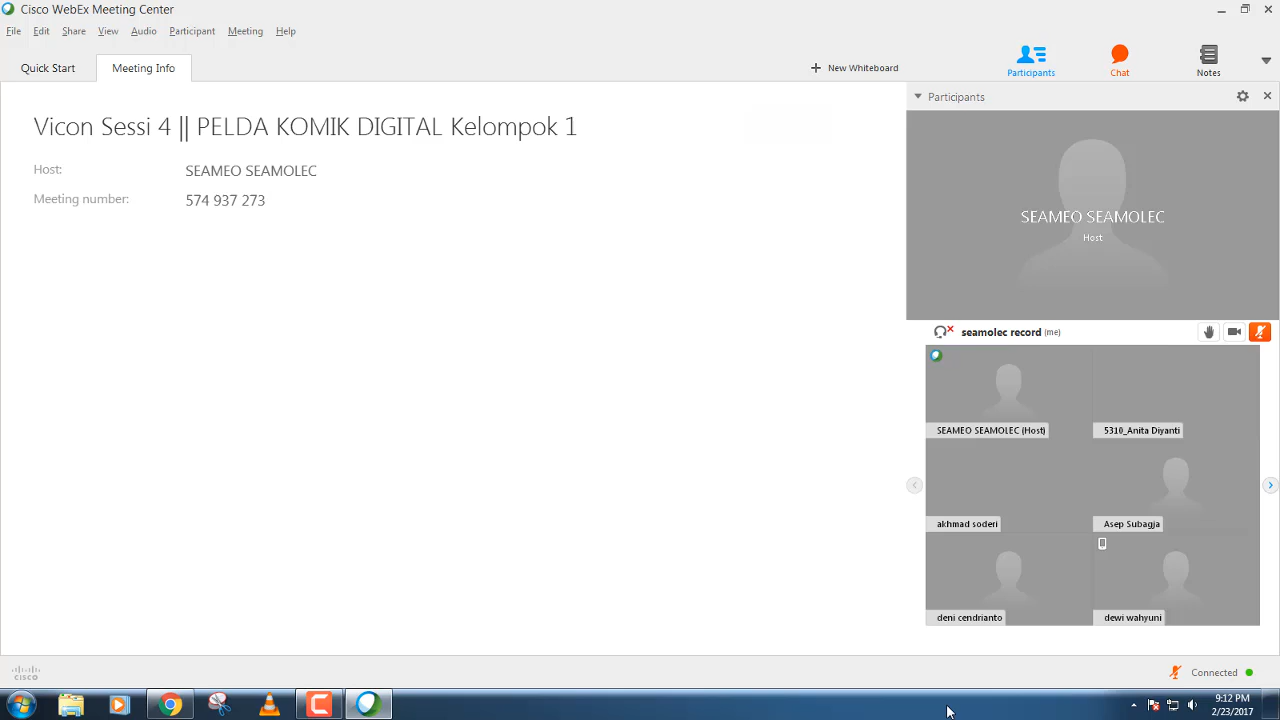 Cisco WebEx Meeting Center
File Edit Share View Audio Participant Meeting Help
Quick Start Meeting Info
New Whiteboard
Participants Chat Notes
Participants
Vicon Sessi 4 || PELDA KOMIK DIGITAL Kelompok 1
Host: SEAMEO SEAMOLEC
Meeting number: 574 937 273
SEAMEO SEAMOLEC
Host
seamolec record (me)
SEAMEO SEAMOLEC (Host)
5310_Anita Diyanti
akhmad soderi
Asep Subagja
deni cendrianto
dewi wahyuni
cisco
Connected
9:12 PM
2/23/2017